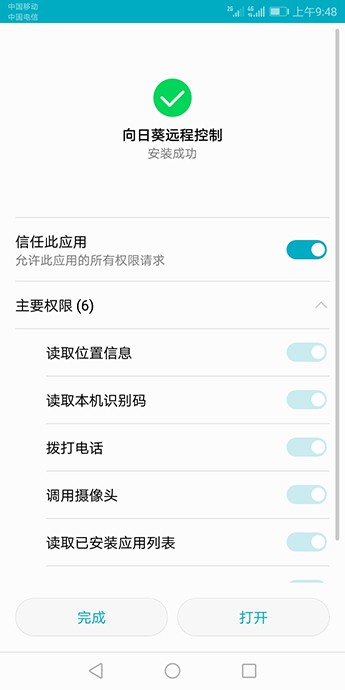 中国移动
中国电信
2G 4G 上午9:48
向日葵远程控制
安装成功
信任此应用
允许此应用的所有权限请求
主要权限 (6)
读取位置信息
读取本机识别码
拨打电话
调用摄像头
读取已安装应用列表
完成 打开